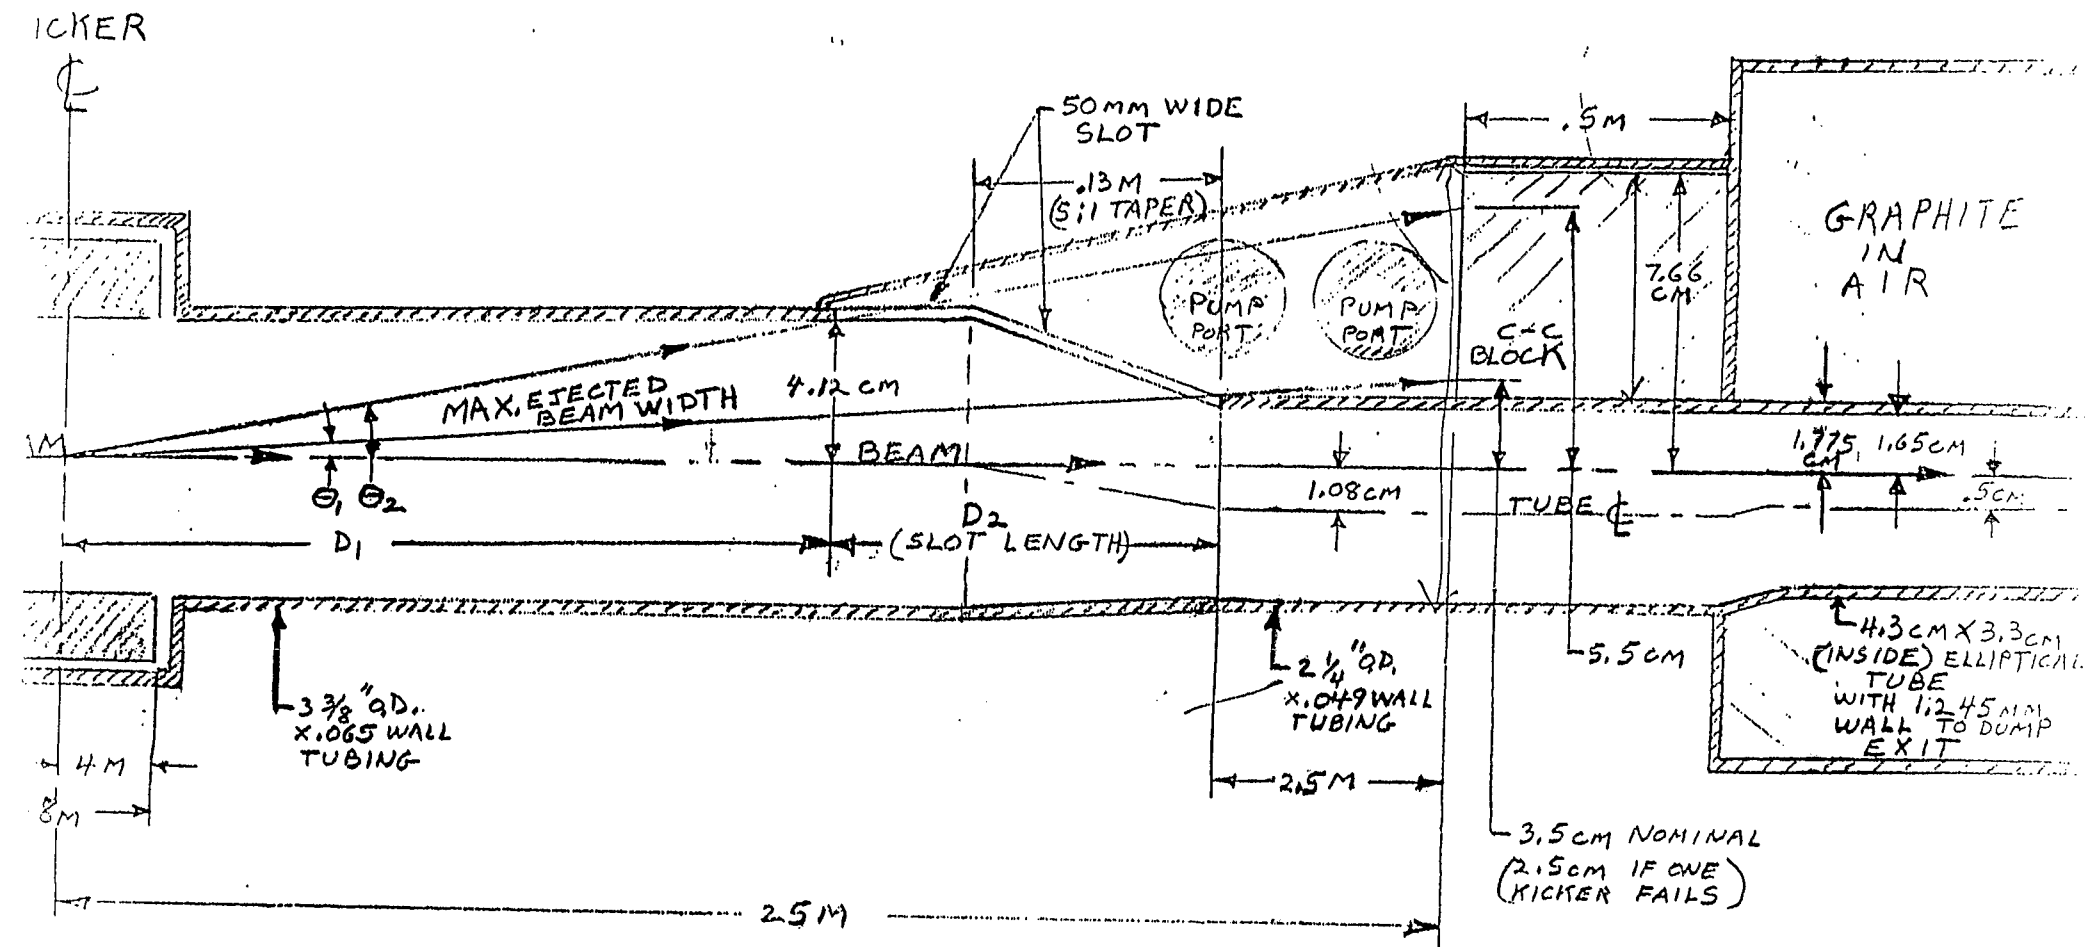 ICKER
℄
50MM WIDE
SLOT
.5M
.13M
(5:1 TAPER)
GRAPHITE
IN
AIR
7.66
CM
PUMP
PORT
PUMP
PORT
C-C
BLOCK
4.12 CM
MAX. EJECTED
BEAM WIDTH
M
BEAM
1.775
CM
1.65CM
Θ1 Θ2
1.08CM
TUBE ℄
.5CM
D1
D2
(SLOT LENGTH)
3 3/8" O.D.
X.065 WALL
TUBING
2 1/4" O.D.
X.049 WALL
TUBING
5.5 CM
4.3CM X 3.3CM
(INSIDE) ELLIPTICAL
TUBE
WITH 1.245MM
WALL TO DUMP
EXIT
4 M
8M
2.5M
3.5CM NOMINAL
(2.5CM IF ONE
KICKER FAILS)
25M